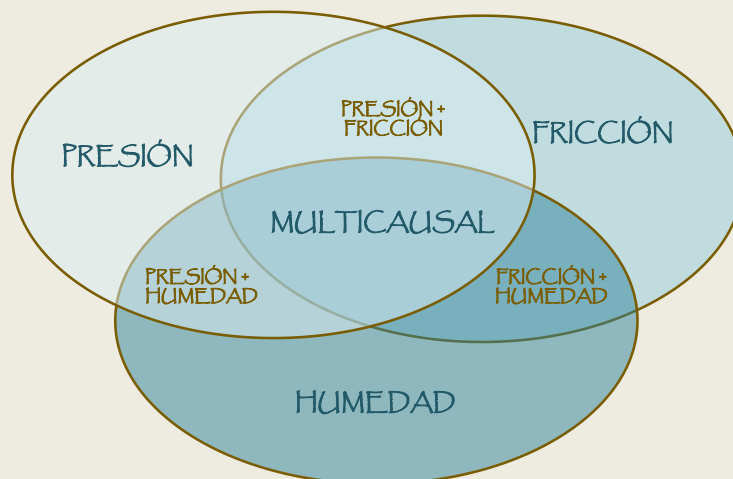 PRESIÓN +
FRICCIÓN
FRICCIÓN
PRESIÓN
MULTICAUSAL
PRESIÓN +
HUMEDAD
FRICCIÓN +
HUMEDAD
HUMEDAD